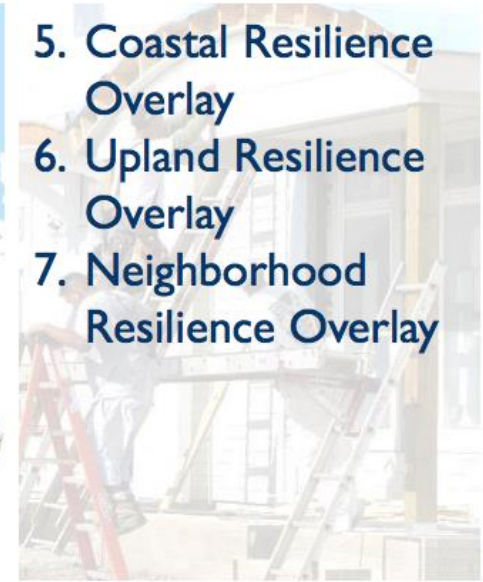 5. Coastal Resilience
Overlay
6. Upland Resilience
Overlay
7. Neighborhood
Resilience Overlay